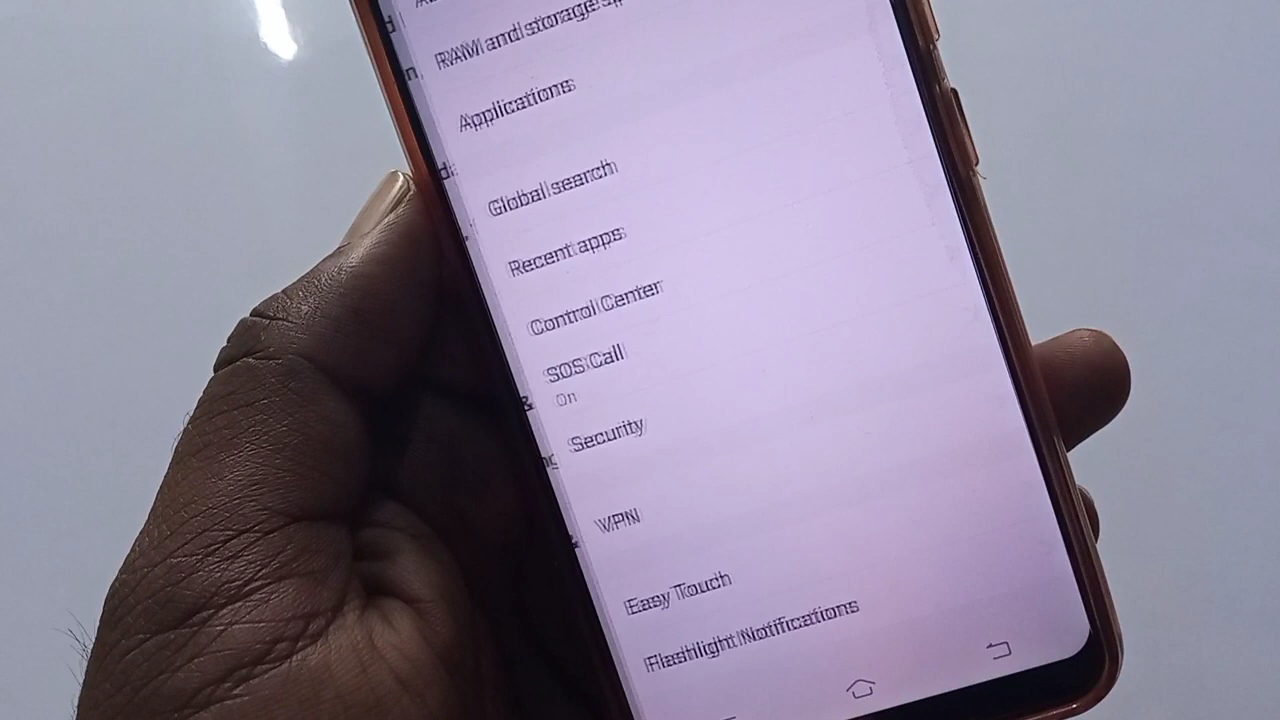 RAM and storage
Applications
Global search
Recent apps
Control Center
SOS Call
On
Security
VPN
Easy Touch
Flashlight Notifications